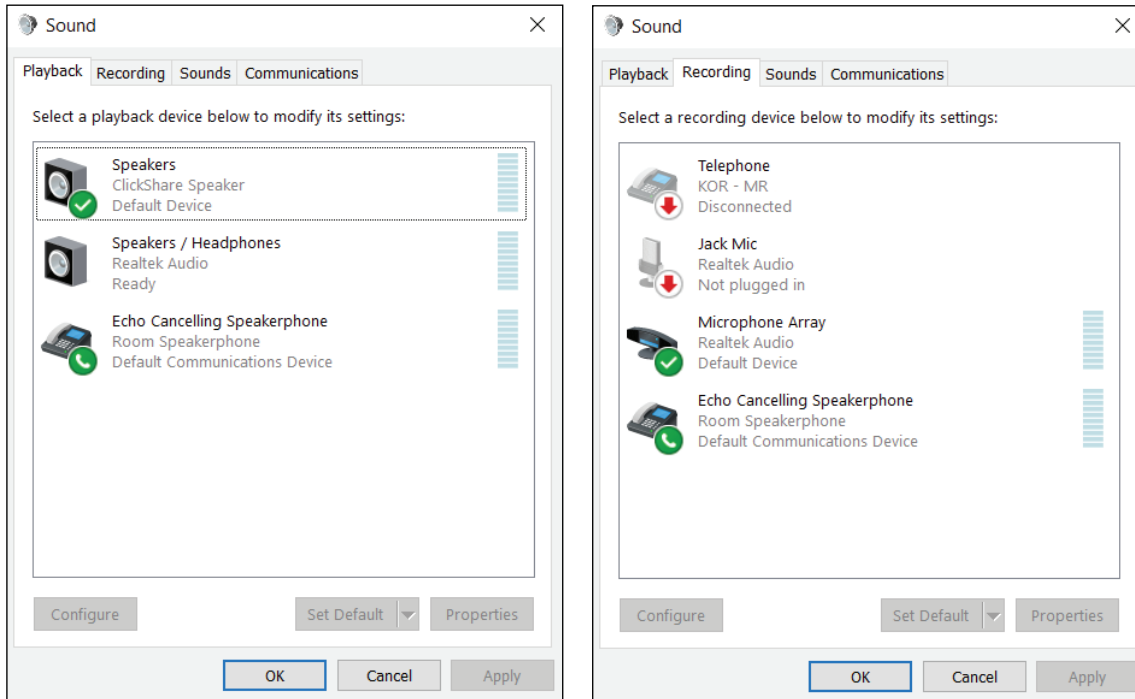 Sound
Playback Recording Sounds Communications
Select a playback device below to modify its settings:
Speakers
ClickShare Speaker
Default Device
Speakers / Headphones
Realtek Audio
Ready
Echo Cancelling Speakerphone
Room Speakerphone
Default Communications Device
Configure Set Default Properties
OK Cancel Apply
Sound
Playback Recording Sounds Communications
Select a recording device below to modify its settings:
Telephone
KOR - MR
Disconnected
Jack Mic
Realtek Audio
Not plugged in
Microphone Array
Realtek Audio
Default Device
Echo Cancelling Speakerphone
Room Speakerphone
Default Communications Device
Configure Set Default Properties
OK Cancel Apply